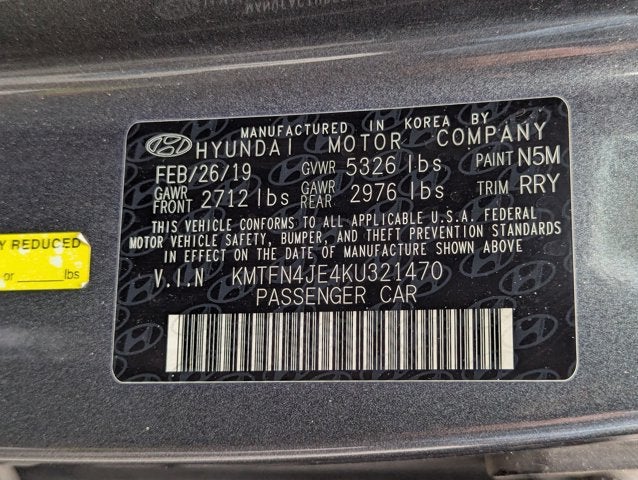 MANUFACTURED IN KOREA BY
HYUNDAI MOTOR COMPANY
FEB/26/19 GVWR 5326 lbs PAINT N5M
GAWR FRONT 2712 lbs GAWR REAR 2976 lbs TRIM RRY
THIS VEHICLE CONFORMS TO ALL APPLICABLE U.S.A. FEDERAL
MOTOR VEHICLE SAFETY, BUMPER, AND THEFT PREVENTION STANDARDS
IN EFFECT ON THE DATE OF MANUFACTURE SHOWN ABOVE
V.I.N KMTFN4JE4KU321470
PASSENGER CAR
Y REDUCED
or ____ lbs